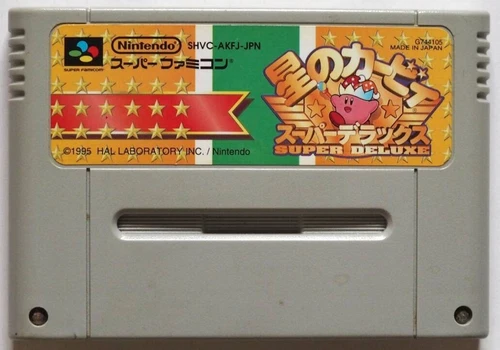 SUPER FAMICOM
Nintendo
SHVC-AKFJ-JPN
スーパーファミコン®
G744105
MADE IN JAPAN
星のカービィ
スーパーデラックス
SUPER DELUXE
©1995 HAL LABORATORY INC. / Nintendo